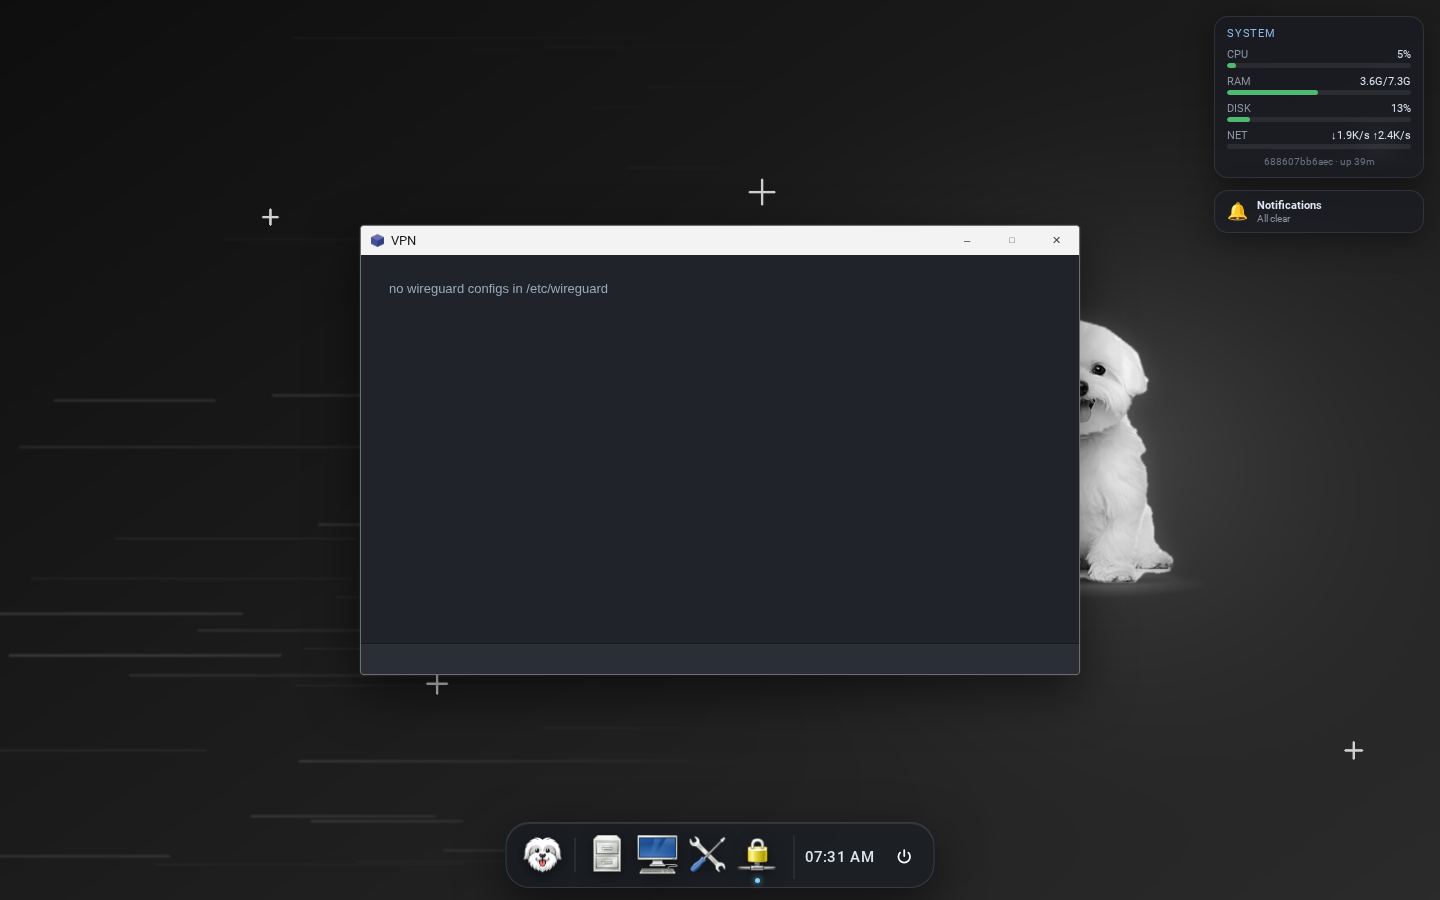 SYSTEM
CPU 5%
RAM 3.6G/7.3G
DISK 13%
NET ↓1.9K/s ↑2.4K/s
688607bb6aec · up 39m
Notifications
All clear
VPN
no wireguard configs in /etc/wireguard
07:31 AM